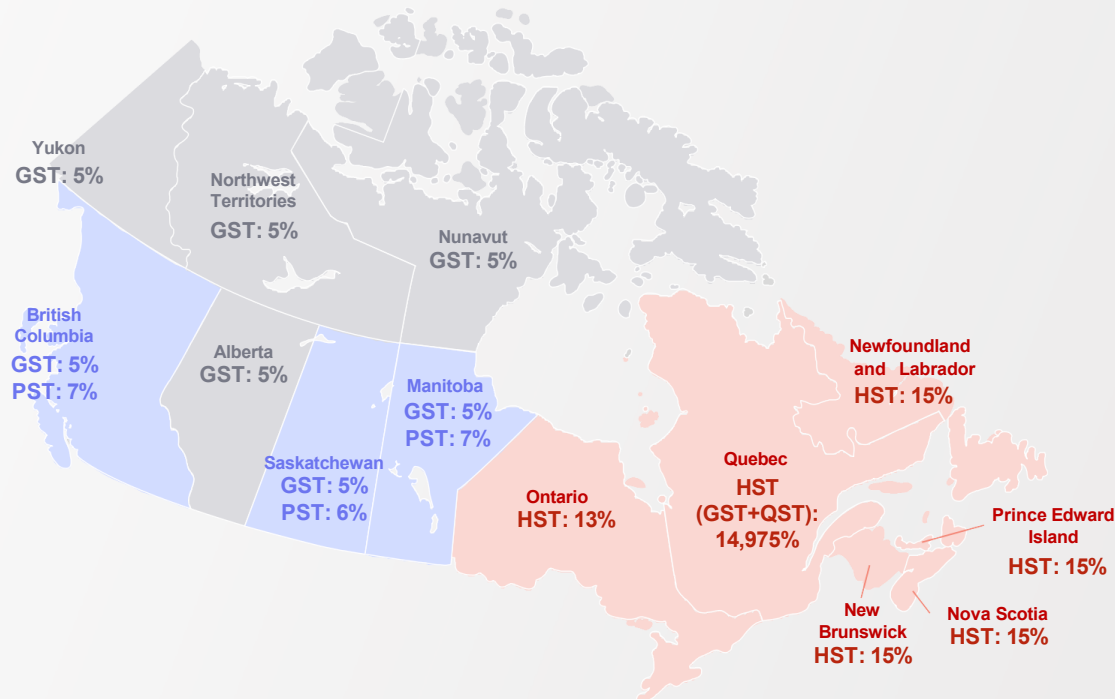 Yukon
GST: 5%
Northwest
Territories
GST: 5%
Nunavut
GST: 5%
British
Columbia
GST: 5%
PST: 7%
Alberta
GST: 5%
Saskatchewan
GST: 5%
PST: 6%
Manitoba
GST: 5%
PST: 7%
Ontario
HST: 13%
Quebec
HST
(GST+QST):
14,975%
Newfoundland
and Labrador
HST: 15%
Prince Edward
Island
HST: 15%
New
Brunswick
HST: 15%
Nova Scotia
HST: 15%